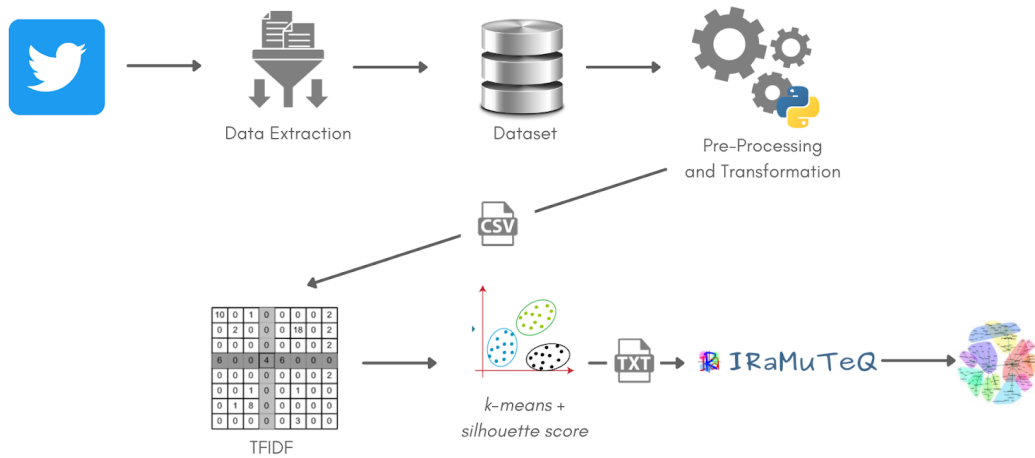 Data Extraction
Dataset
Pre-Processing
and Transformation
CSV
10 0 1 0 0 0 0 2
0 2 0 0 0 18 0 2
0 0 0 0 0 0 0 2
6 0 0 4 6 0 0 0
0 0 0 0 0 0 0 2
0 0 1 0 0 1 0 0
0 1 8 0 0 0 0 0
0 0 0 0 0 3 0 0
TFIDF
k-means +
silhouette score
TXT
R IRaMuTeQ